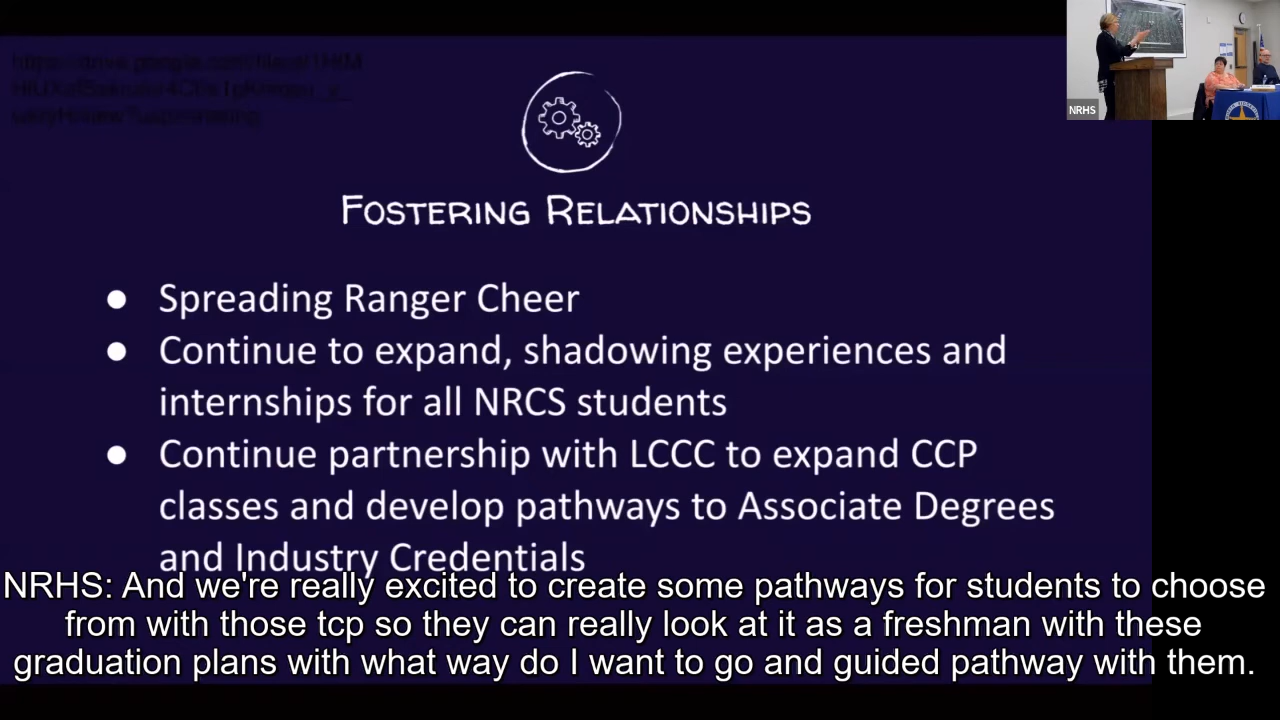 NRHS
FOSTERING RELATIONSHIPS
● Spreading Ranger Cheer
● Continue to expand, shadowing experiences and
internships for all NRCS students
● Continue partnership with LCCC to expand CCP
classes and develop pathways to Associate Degrees
and Industry Credentials
NRHS: And we're really excited to create some pathways for students to choose
from with those tcp so they can really look at it as a freshman with these
graduation plans with what way do I want to go and guided pathway with them.